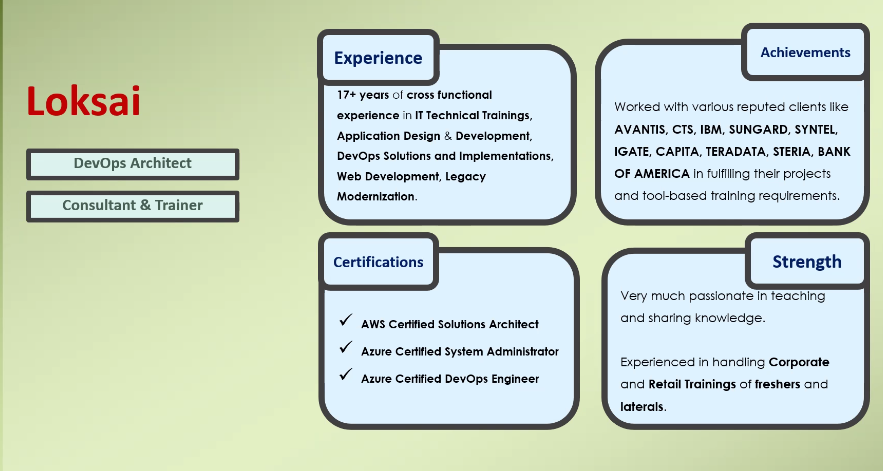 Loksai
DevOps Architect
Consultant & Trainer
Experience
17+ years of cross functional
experience in IT Technical Trainings,
Application Design & Development,
DevOps Solutions and Implementations,
Web Development, Legacy
Modernization.
Achievements
Worked with various reputed clients like
AVANTIS, CTS, IBM, SUNGARD, SYNTEL,
IGATE, CAPITA, TERADATA, STERIA, BANK
OF AMERICA in fulfilling their projects
and tool-based training requirements.
Certifications
✓ AWS Certified Solutions Architect
✓ Azure Certified System Administrator
✓ Azure Certified DevOps Engineer
Strength
Very much passionate in teaching
and sharing knowledge.
Experienced in handling Corporate
and Retail Trainings of freshers and
laterals.